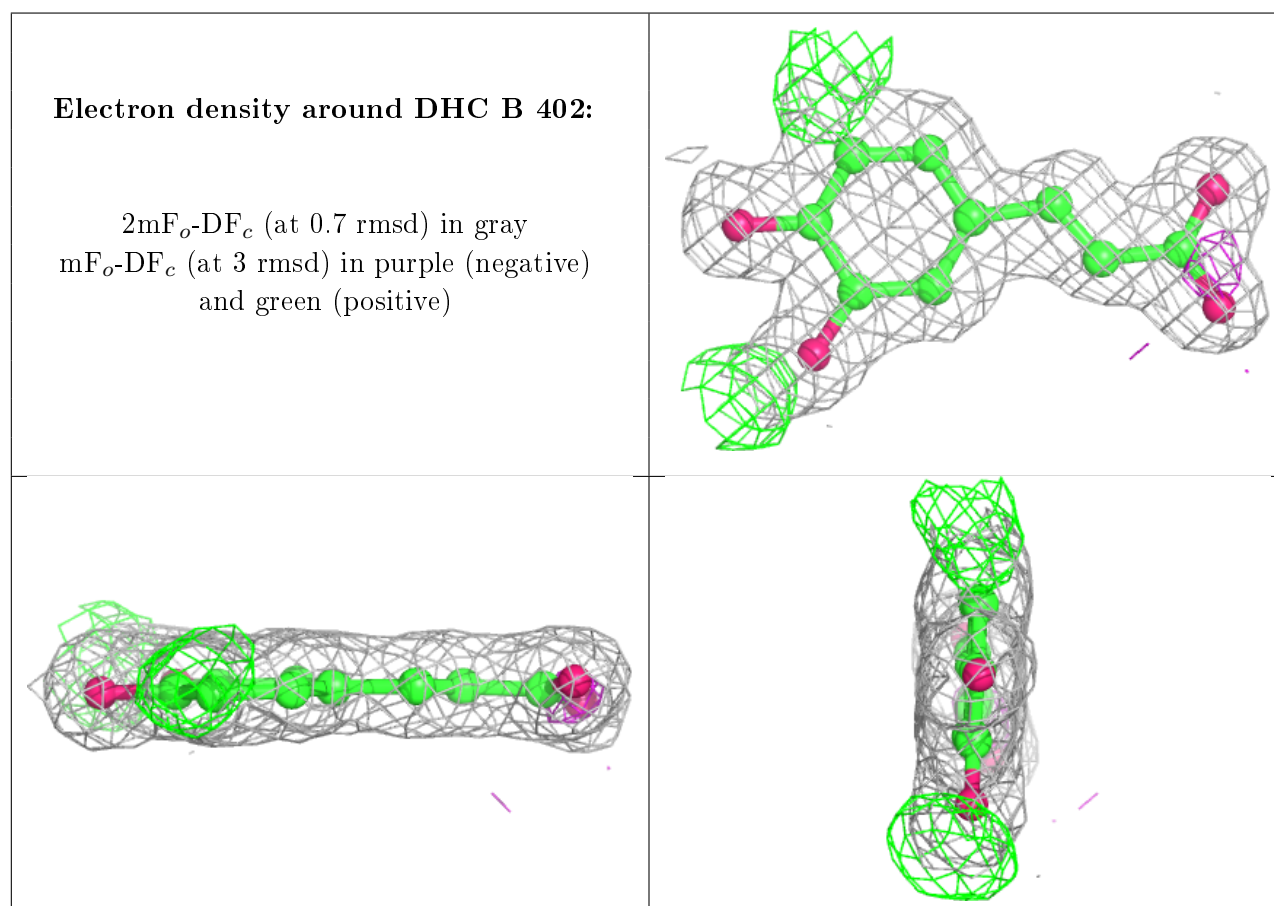 Electron density around DHC B 402:
2mFo-DFc (at 0.7 rmsd) in gray
mFo-DFc (at 3 rmsd) in purple (negative)
and green (positive)